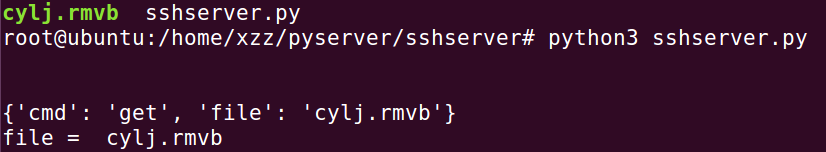 cylj.rmvb  sshserver.py
root@ubuntu:/home/xzz/pyserver/sshserver# python3 sshserver.py
{'cmd': 'get', 'file': 'cylj.rmvb'}
file =  cylj.rmvb